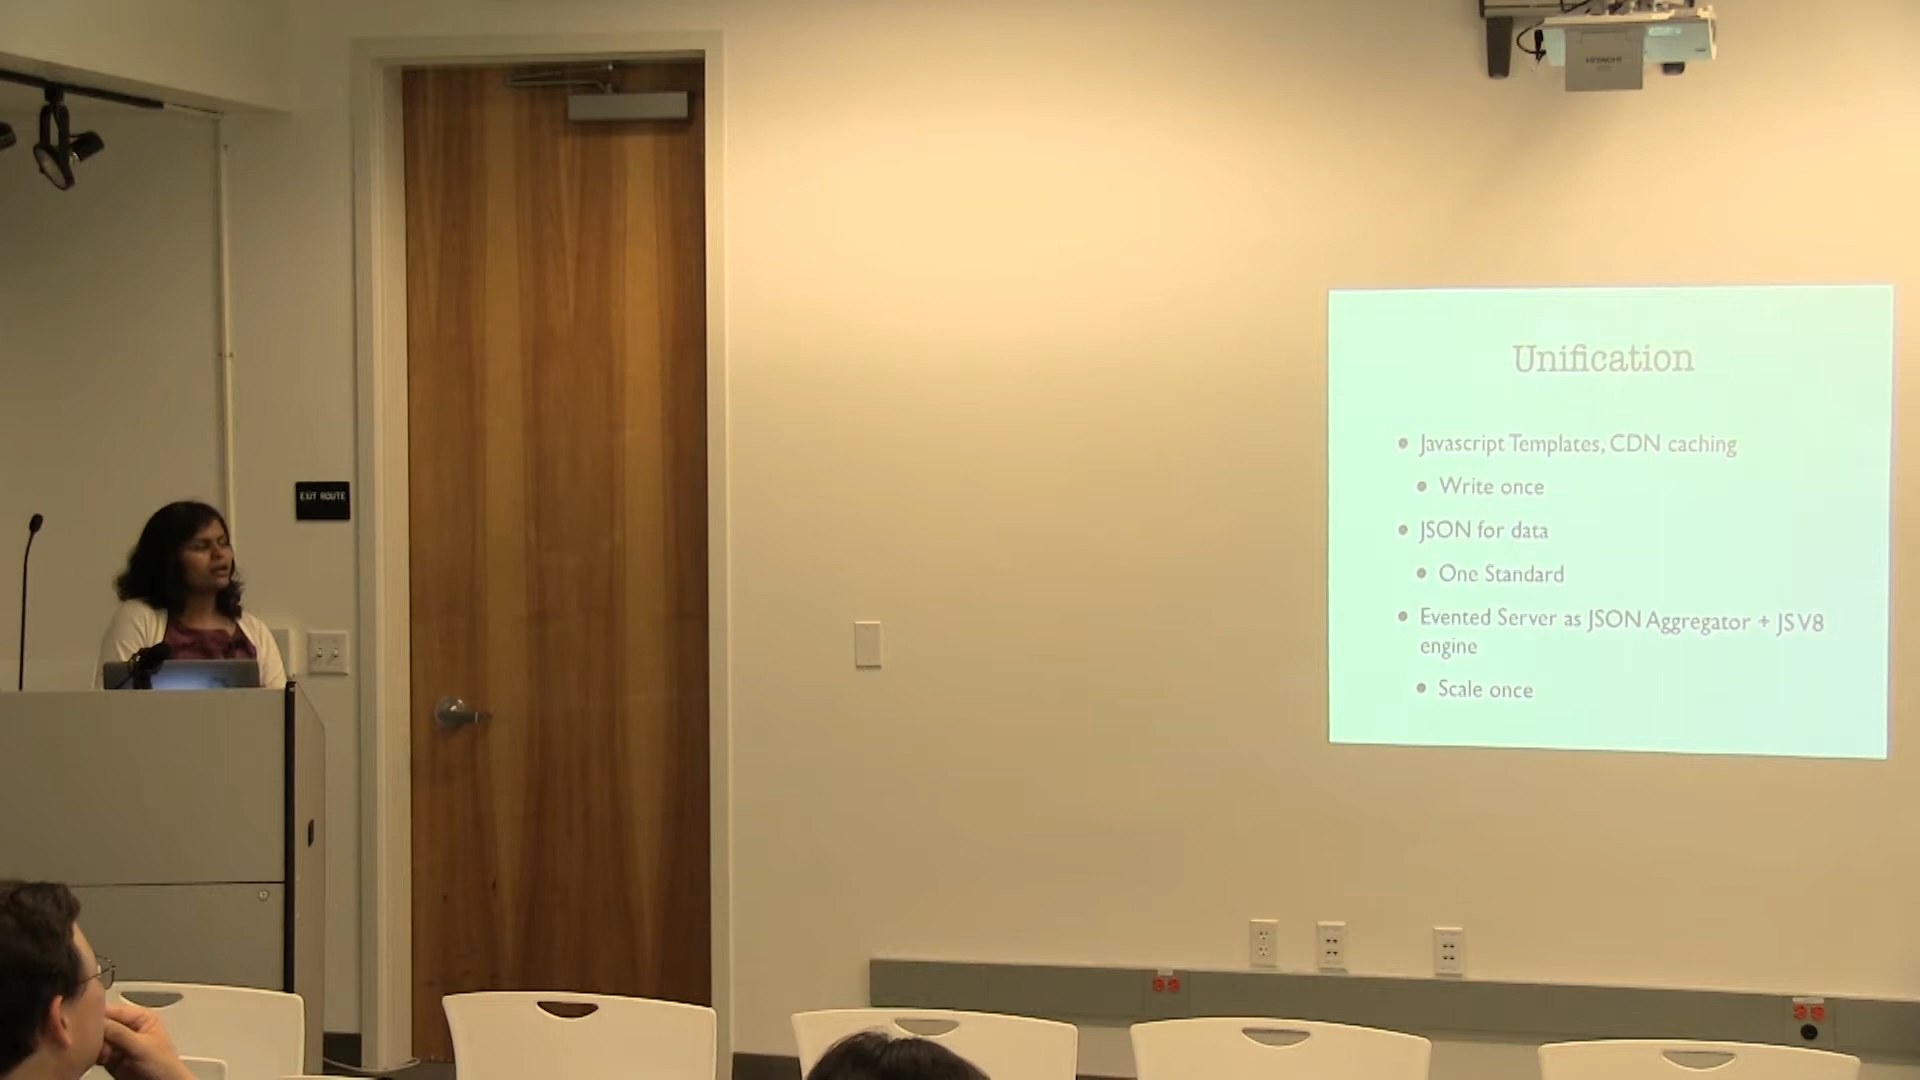 HITACHI
EXIT ROUTE
Unification
Javascript Templates, CDN caching
Write once
JSON for data
One Standard
Evented Server as JSON Aggregator + JS V8
engine
Scale once